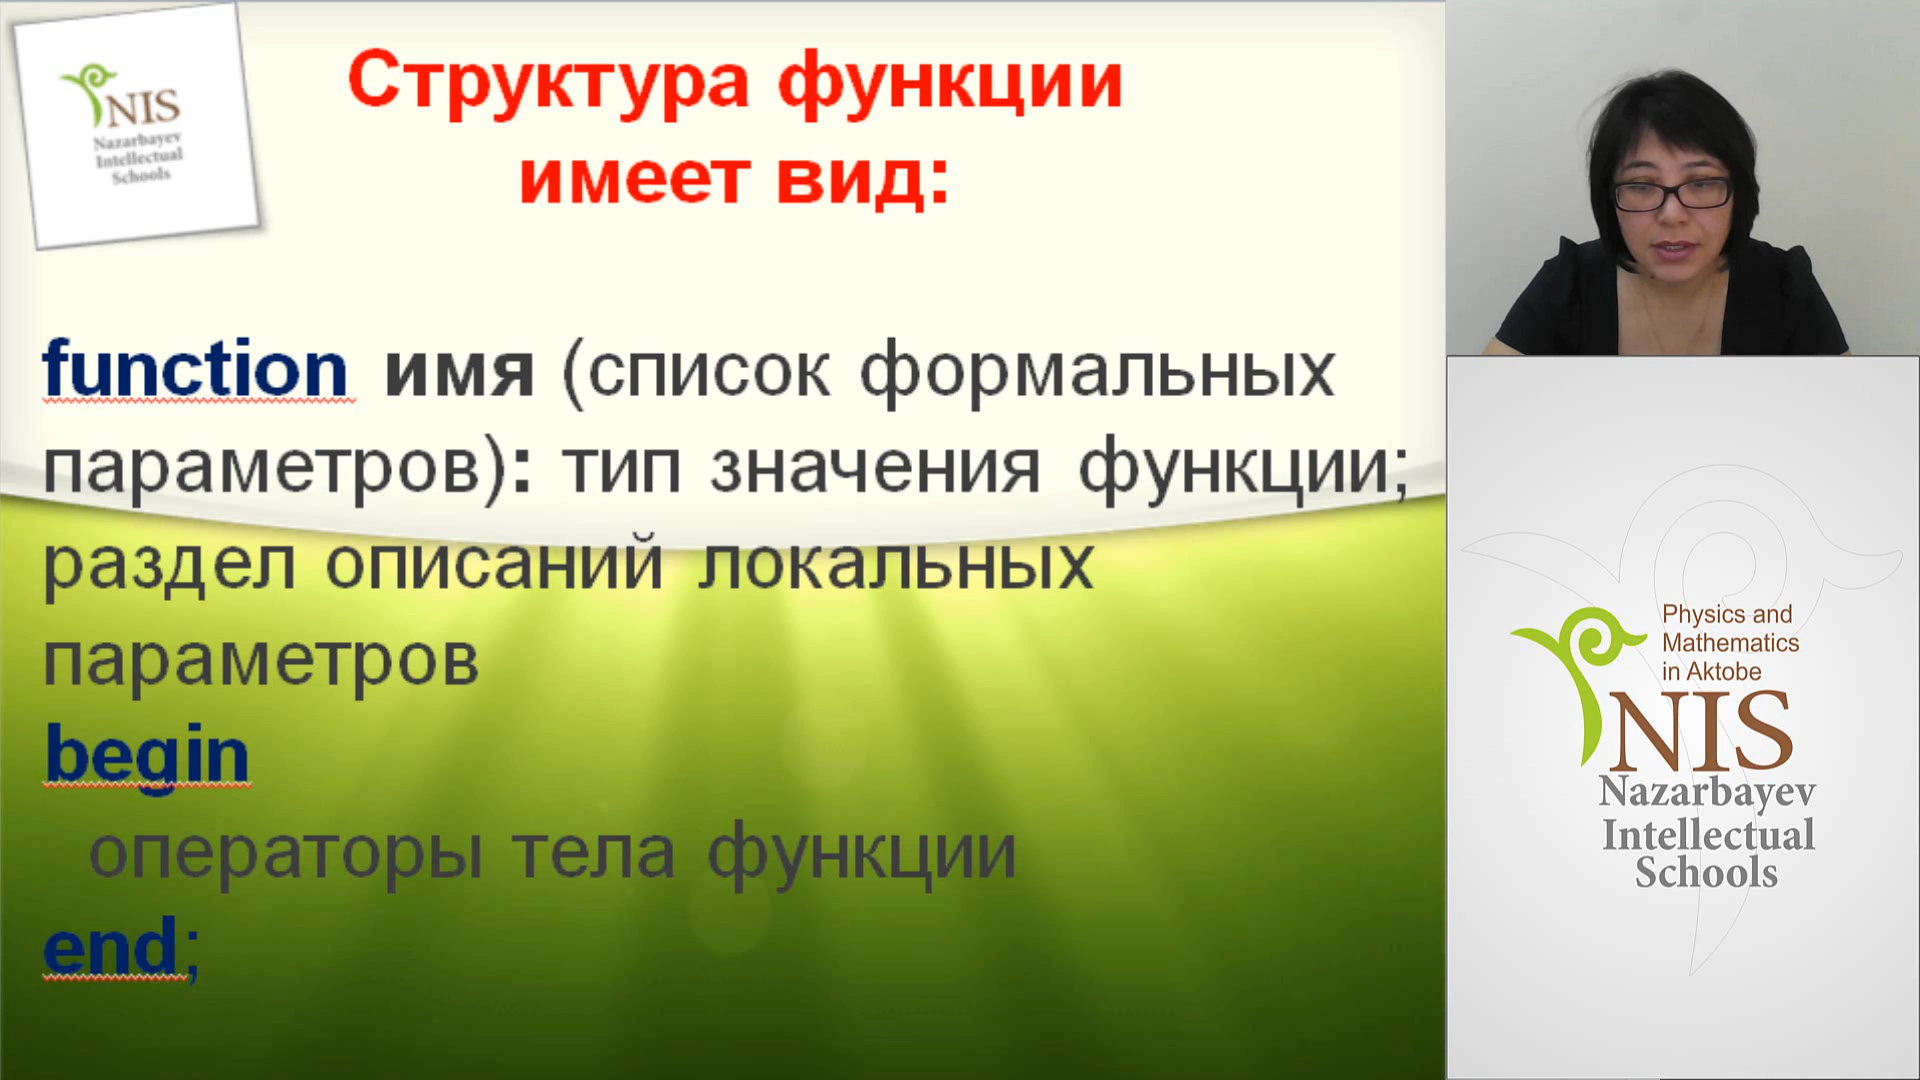 NIS
Nazarbayev
Intellectual
Schools
Структура функции
имеет вид:
function имя (список формальных
параметров): тип значения функции;
раздел описаний локальных
параметров
begin
операторы тела функции
end;
Physics and
Mathematics
in Aktobe
NIS
Nazarbayev
Intellectual
Schools